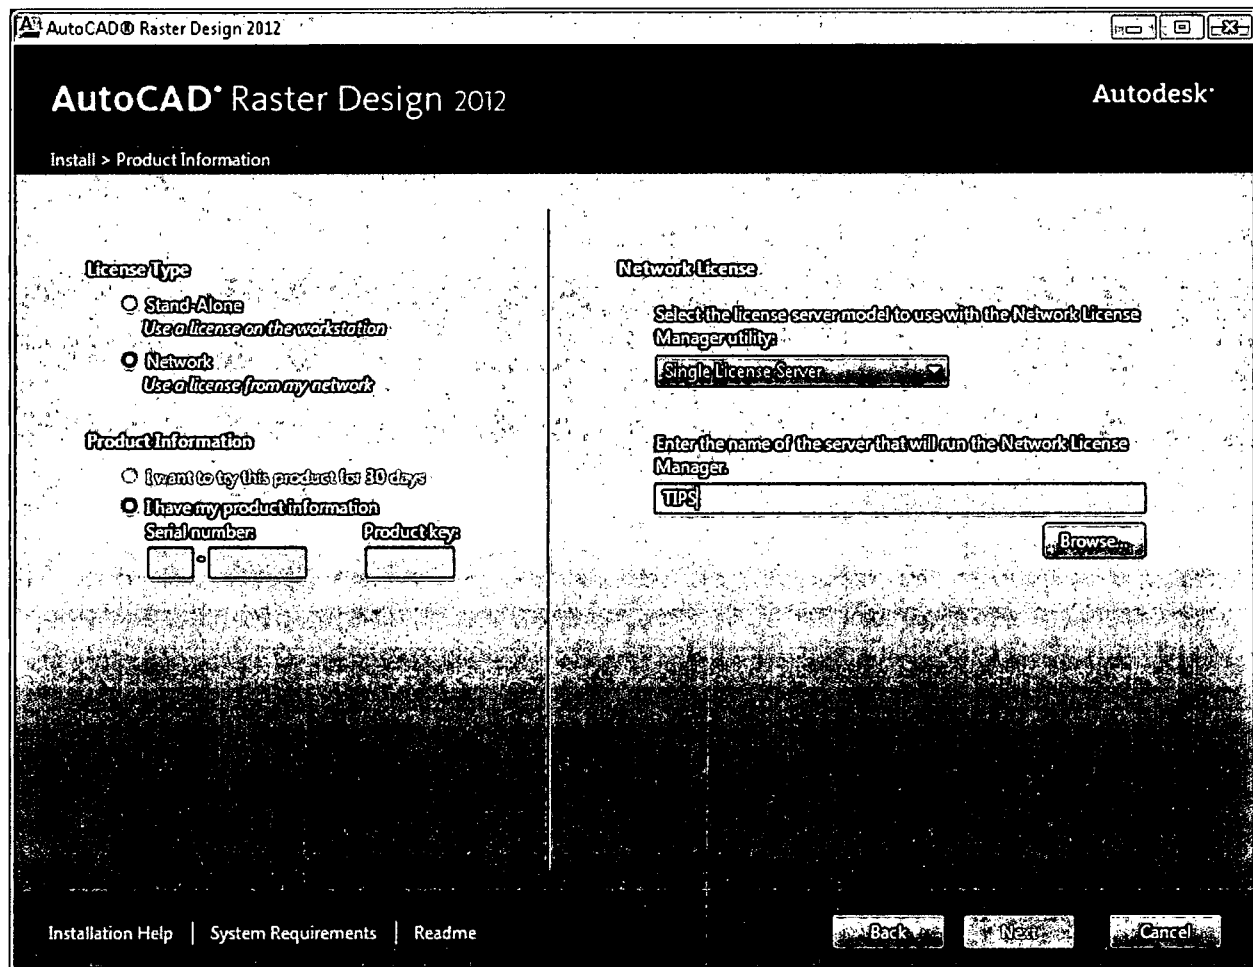 AutoCAD® Raster Design 2012
AutoCAD® Raster Design 2012
Autodesk®
Install > Product Information
License Type
Stand-Alone
Use a license on the workstation
Network
Use a license from my network
Product Information
I want to try this product for 30 days
I have my product information
Serial number:
Product key:
-
Network License
Select the license server model to use with the Network License
Manager utility:
Single License Server
Enter the name of the server that will run the Network License
Manager.
TIPS
Browse...
Installation Help | System Requirements | Readme
Back
Next
Cancel